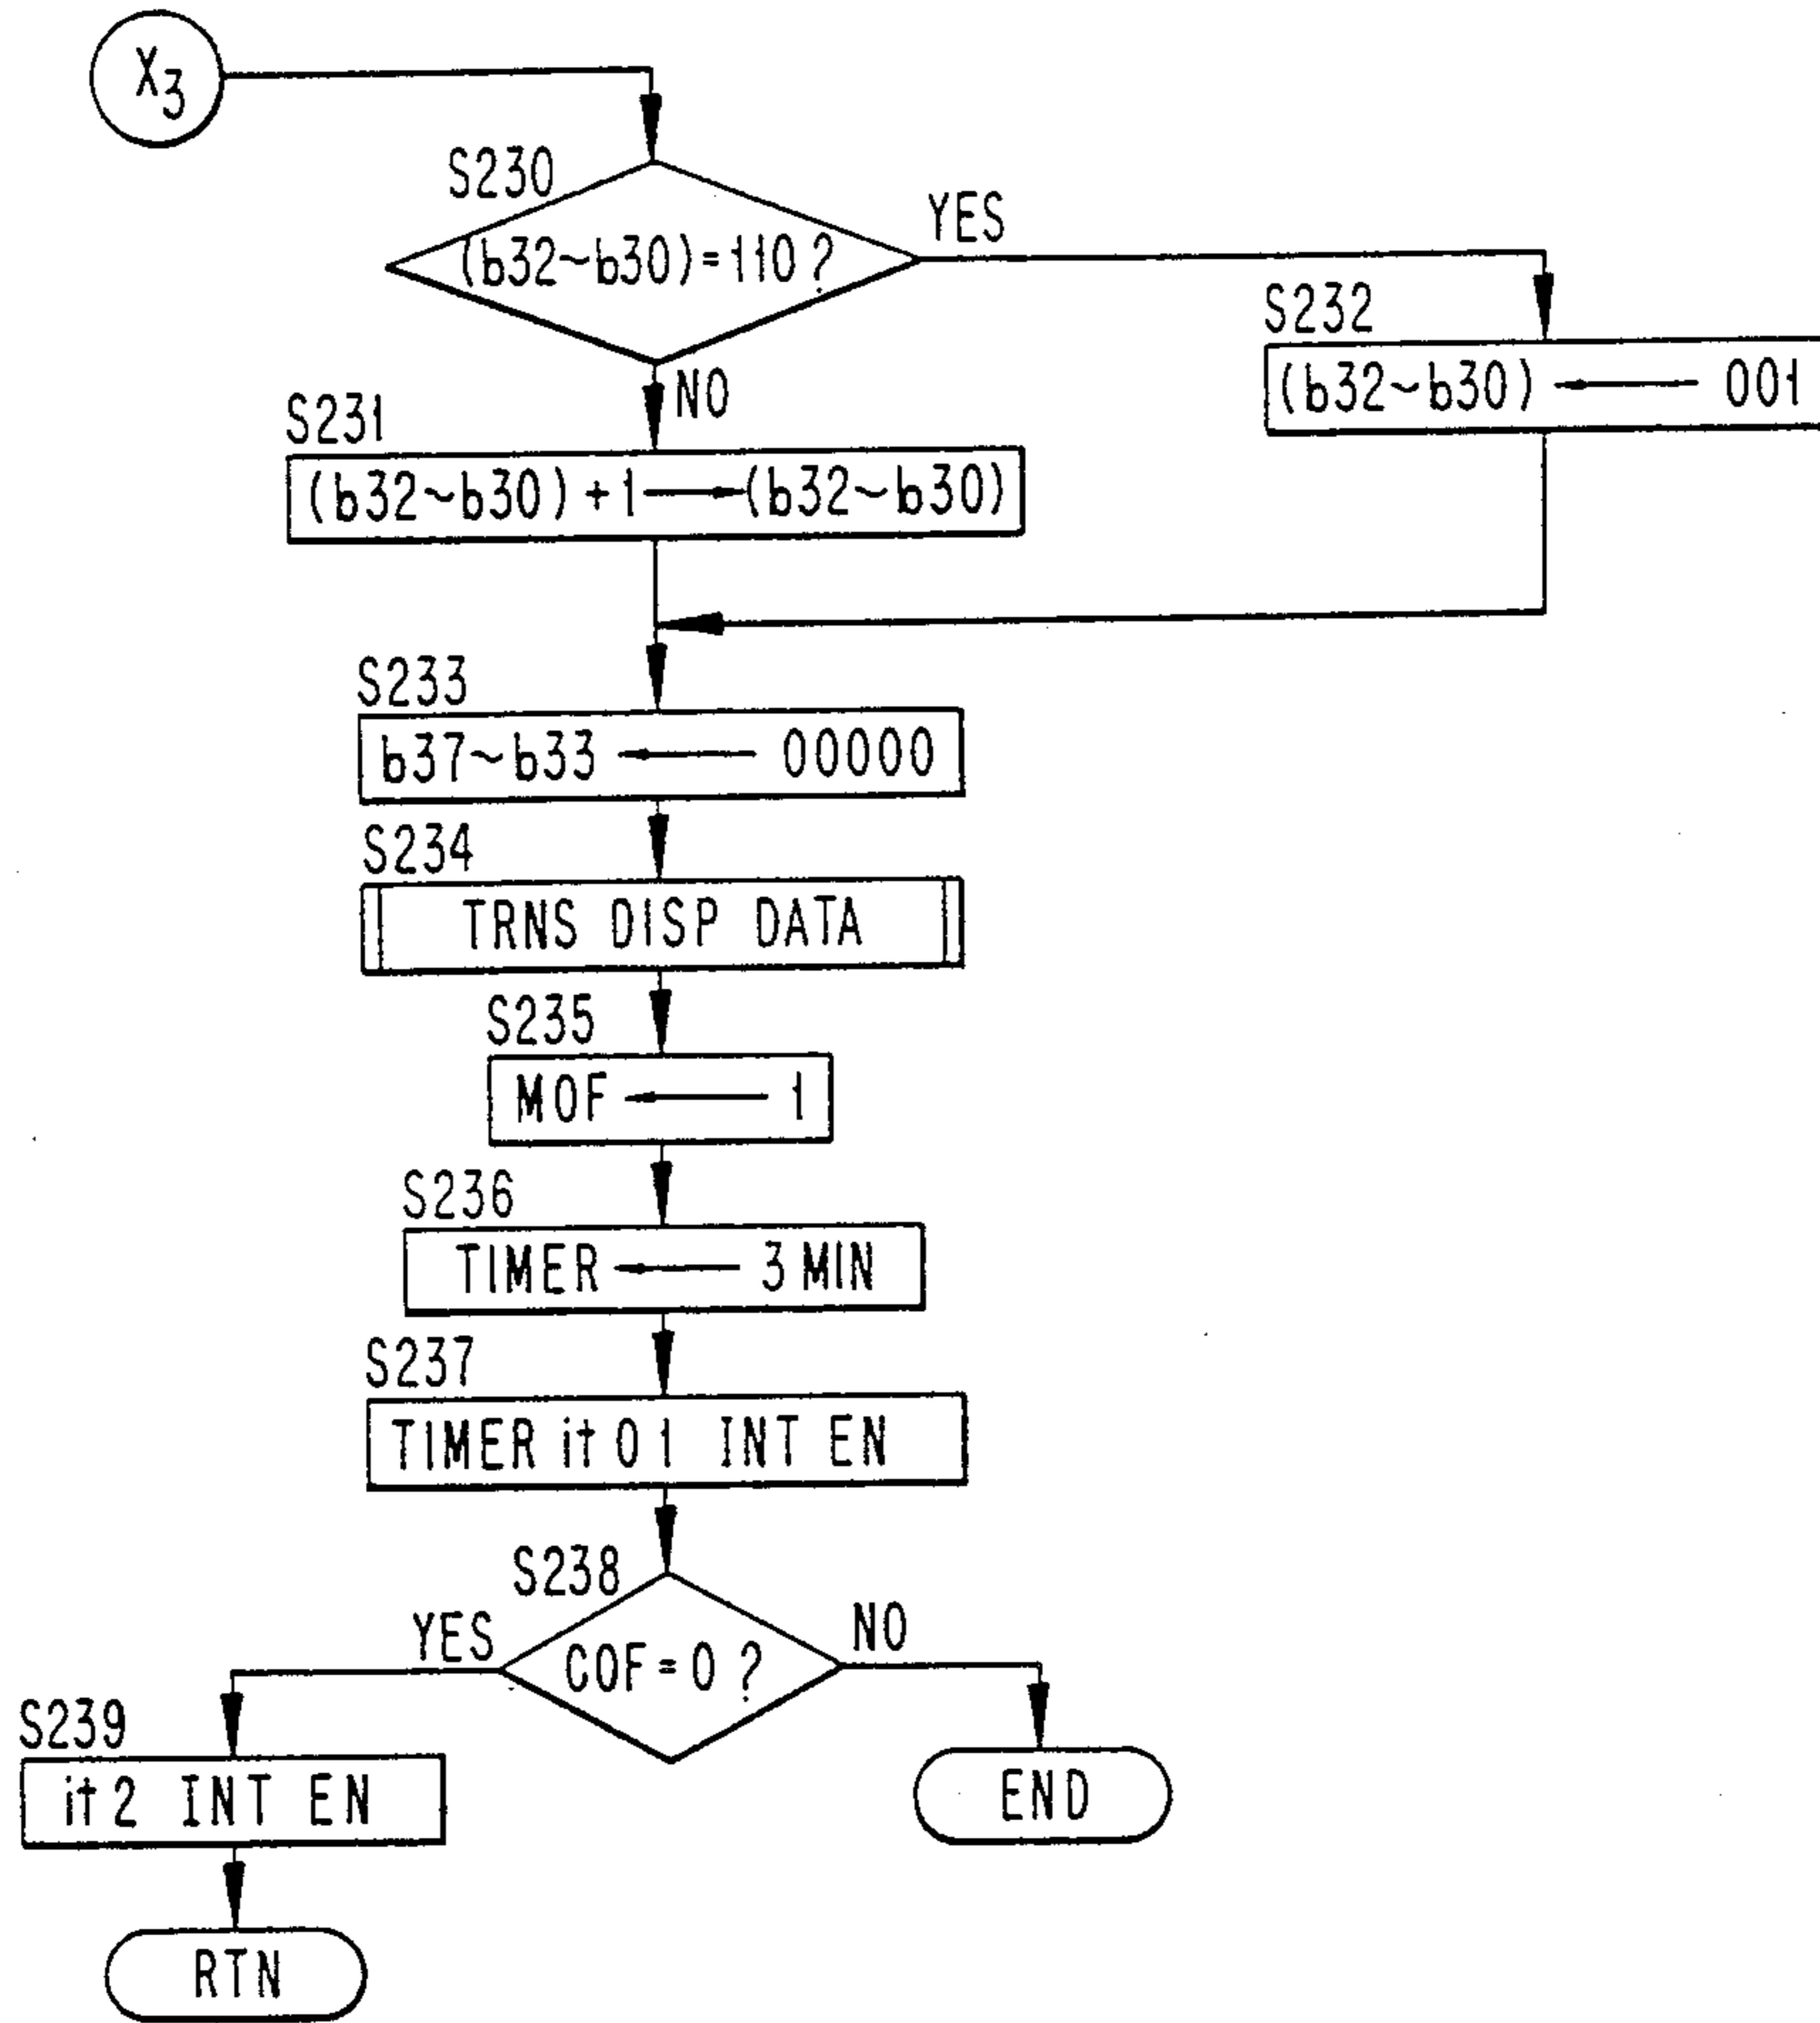 X3
S230
(b32~b30)=110?
YES
NO
S232
(b32~b30) ← 001
S231
(b32~b30)+1 → (b32~b30)
S233
b37~b33 ← 00000
S234
TRNS DISP DATA
S235
MOF ← 1
S236
TIMER ← 3 MIN
S237
TIMER it 0 1 INT EN
S238
COF=0 ?
YES
NO
S239
it 2 INT EN
END
RTN